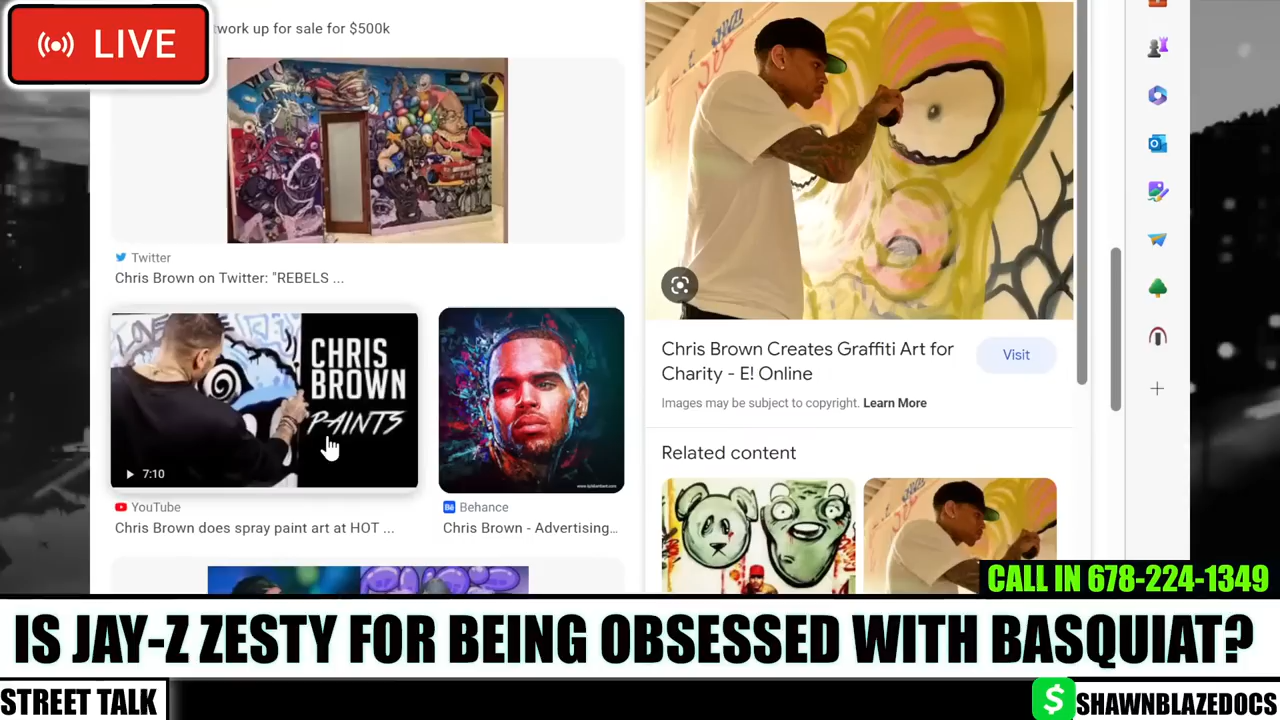 LIVE
twork up for sale for $500k
Twitter
Chris Brown on Twitter: "REBELS ...
CHRIS
BROWN
PAINTS
7:10
YouTube
Chris Brown does spray paint art at HOT ...
Behance
Chris Brown - Advertising...
Chris Brown Creates Graffiti Art for
Charity - E! Online
Visit
Images may be subject to copyright. Learn More
Related content
CALL IN 678-224-1349
IS JAY-Z ZESTY FOR BEING OBSESSED WITH BASQUIAT?
STREET TALK
$ SHAWNBLAZEDOCS